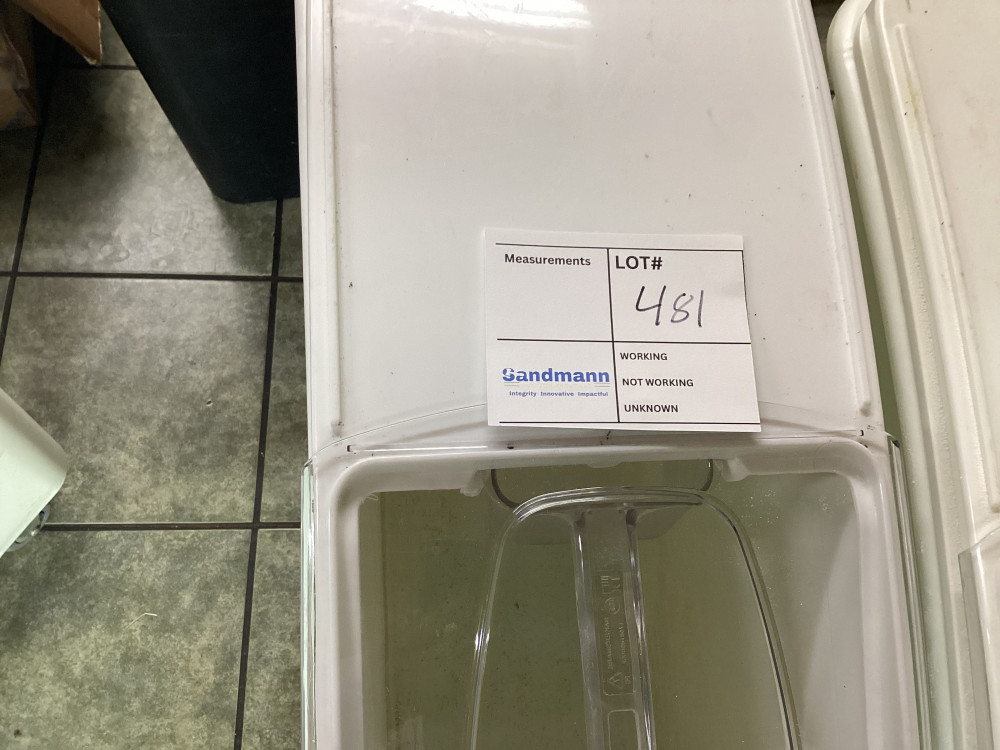 Measurements
LOT#
481
Sandmann
Integrity Innovative Impactful
WORKING
NOT WORKING
UNKNOWN